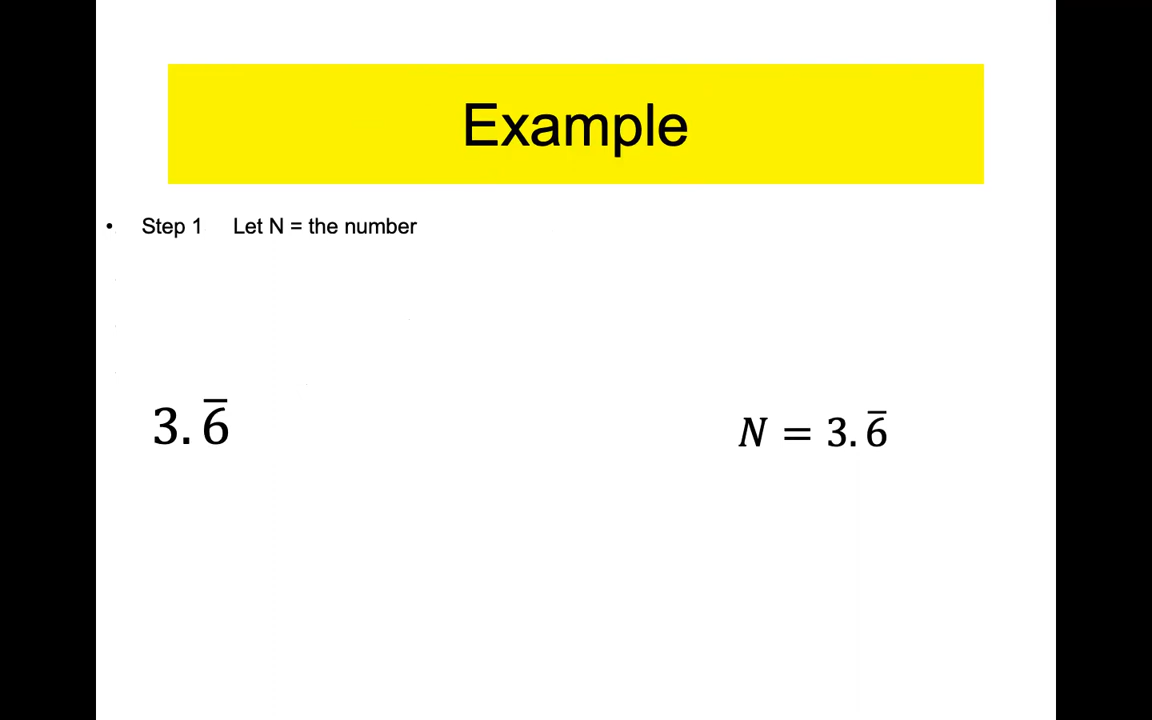 Example
• Step 1 Let N = the number
3. 6̅
N = 3. 6̅